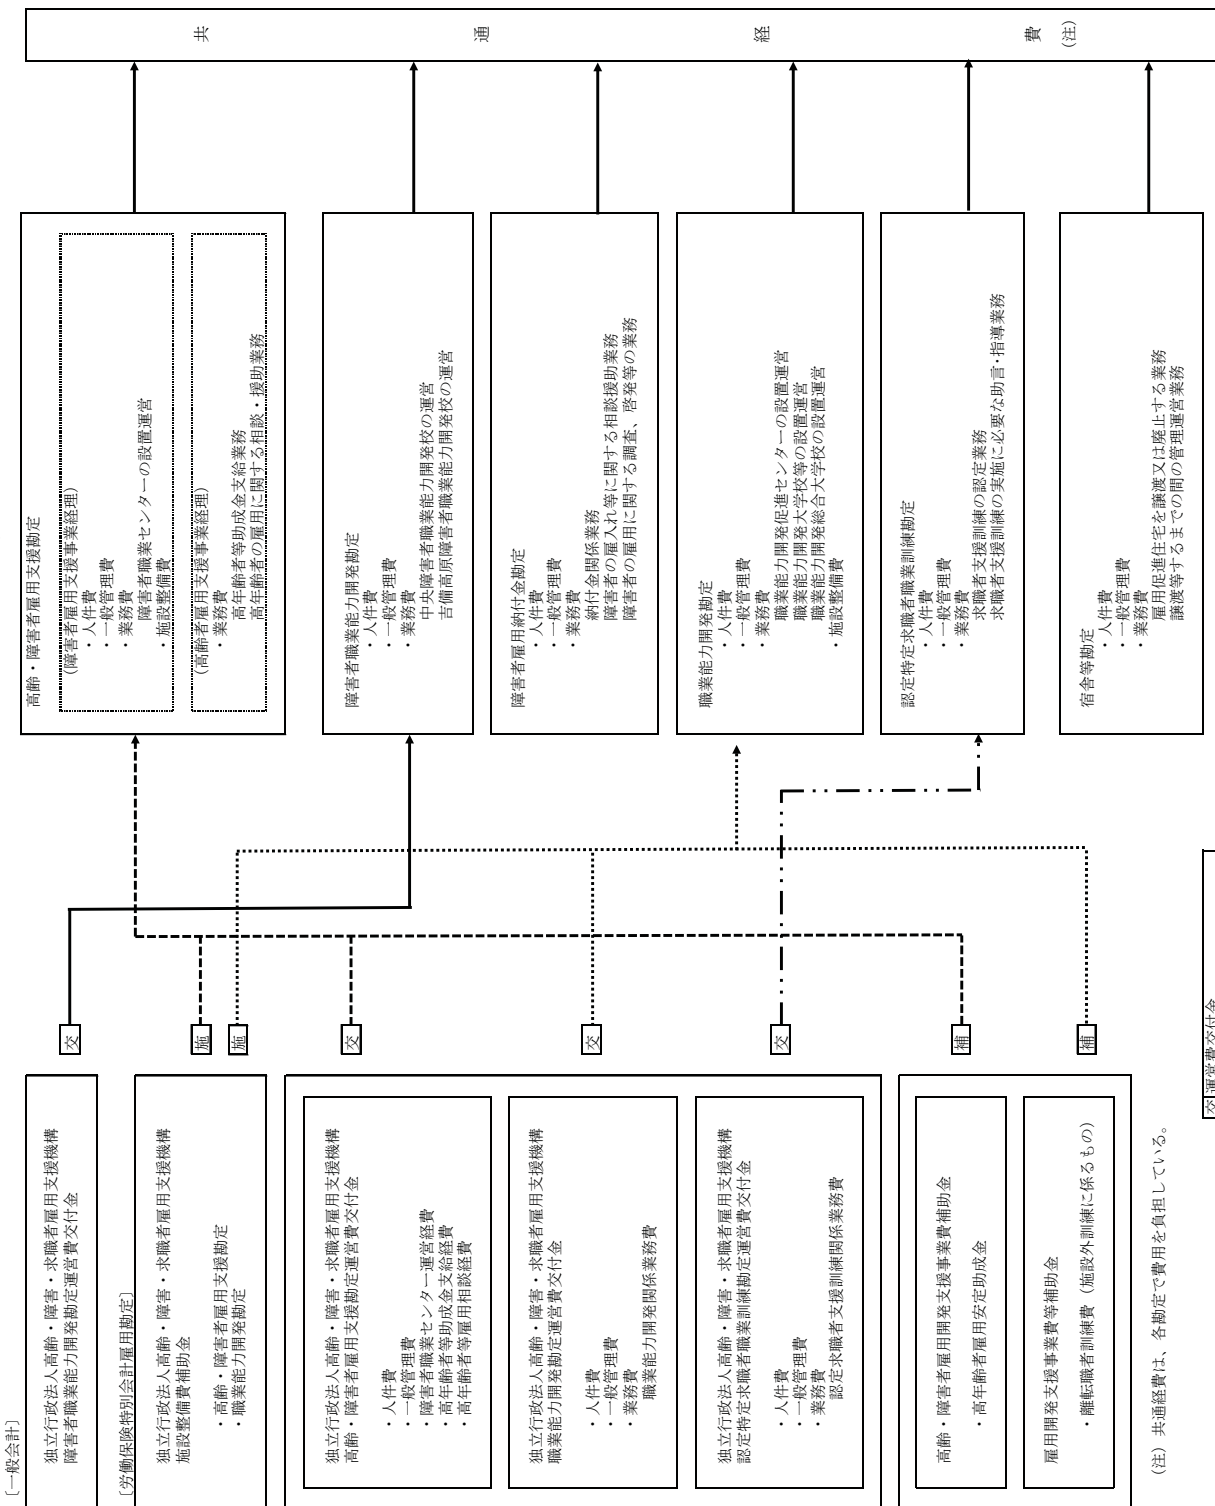 〔一般会計〕
独立行政法人高齢・障害・求職者雇用支援機構
障害者職業能力開発勘定運営費交付金
〔労働保険特別会計雇用勘定〕
独立行政法人高齢・障害・求職者雇用支援機構
施設整備費補助金
・高齢・障害者雇用支援勘定
・職業能力開発勘定
独立行政法人高齢・障害・求職者雇用支援機構
高齢・障害者雇用支援勘定運営費交付金
・人件費
・一般管理費
・障害者職業センター運営経費
・高年齢者等助成金支給経費
・高年齢者等雇用相談経費
独立行政法人高齢・障害・求職者雇用支援機構
職業能力開発勘定運営費交付金
・人件費
・一般管理費
・業務費
職業能力開発関係業務費
独立行政法人高齢・障害・求職者雇用支援機構
認定特定求職者職業訓練勘定運営費交付金
・人件費
・一般管理費
・業務費
認定求職者支援訓練関係業務費
高齢・障害者雇用開発支援事業費補助金
・高年齢者雇用安定助成金
雇用開発支援事業費等補助金
・離転職者訓練費（施設外訓練に係るもの）
（注）共通経費は、各勘定で費用を負担している。
交
施
施
交
交
交
補
補
交 運営費交付金
高齢・障害者雇用支援勘定
(障害者雇用支援事業経理)
・人件費
・一般管理費
・業務費
障害者職業センターの設置運営
・施設整備費
(高齢者雇用支援事業経理)
・業務費
高年齢者等助成金支給業務
高年齢者の雇用に関する相談・援助業務
障害者職業能力開発勘定
・人件費
・一般管理費
・業務費
中央障害者職業能力開発校の運営
吉備高原障害者職業能力開発校の運営
障害者雇用納付金勘定
・人件費
・一般管理費
・業務費
納付金関係業務
障害者の雇入れ等に関する相談援助業務
障害者の雇用に関する調査、啓発等の業務
職業能力開発勘定
・人件費
・一般管理費
・業務費
職業能力開発促進センターの設置運営
職業能力開発大学校等の設置運営
職業能力開発総合大学校の設置運営
・施設整備費
認定特定求職者職業訓練勘定
・人件費
・一般管理費
・業務費
求職者支援訓練の認定業務
求職者支援訓練の実施に必要な助言・指導業務
宿舎等勘定
・人件費
・一般管理費
・業務費
雇用促進住宅を譲渡又は廃止する業務
譲渡等するまでの間の管理運営業務
共通経費（注）